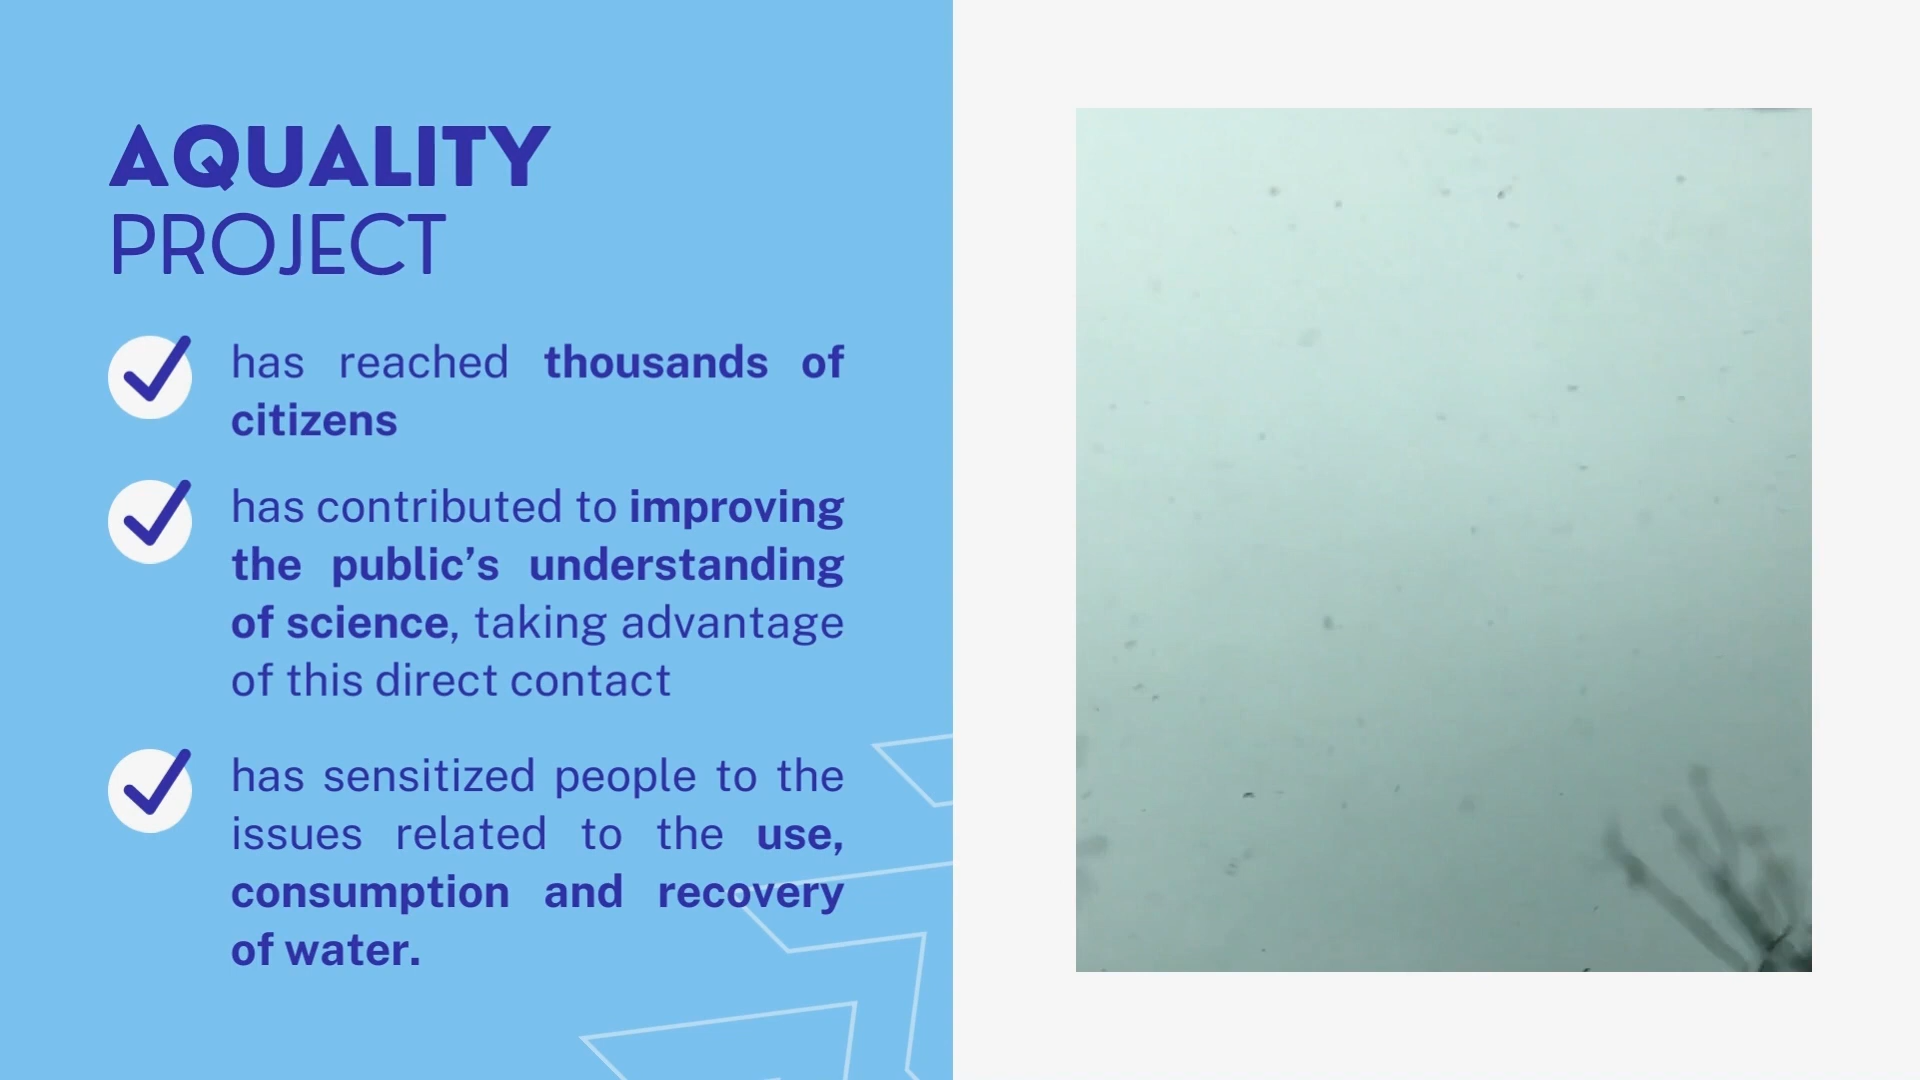 AQUALITY
PROJECT
has reached thousands of
citizens
has contributed to improving
the public’s understanding
of science, taking advantage
of this direct contact
has sensitized people to the
issues related to the use,
consumption and recovery
of water.